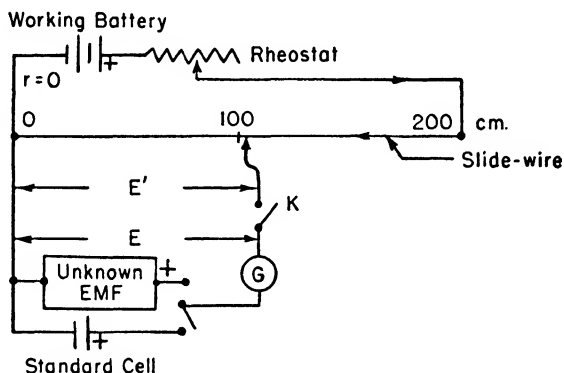 Working Battery
+ Rheostat
r=0
0 100 200 cm.
Slide-wire
E'
K
E
Unknown + G
EMF
+
Standard Cell